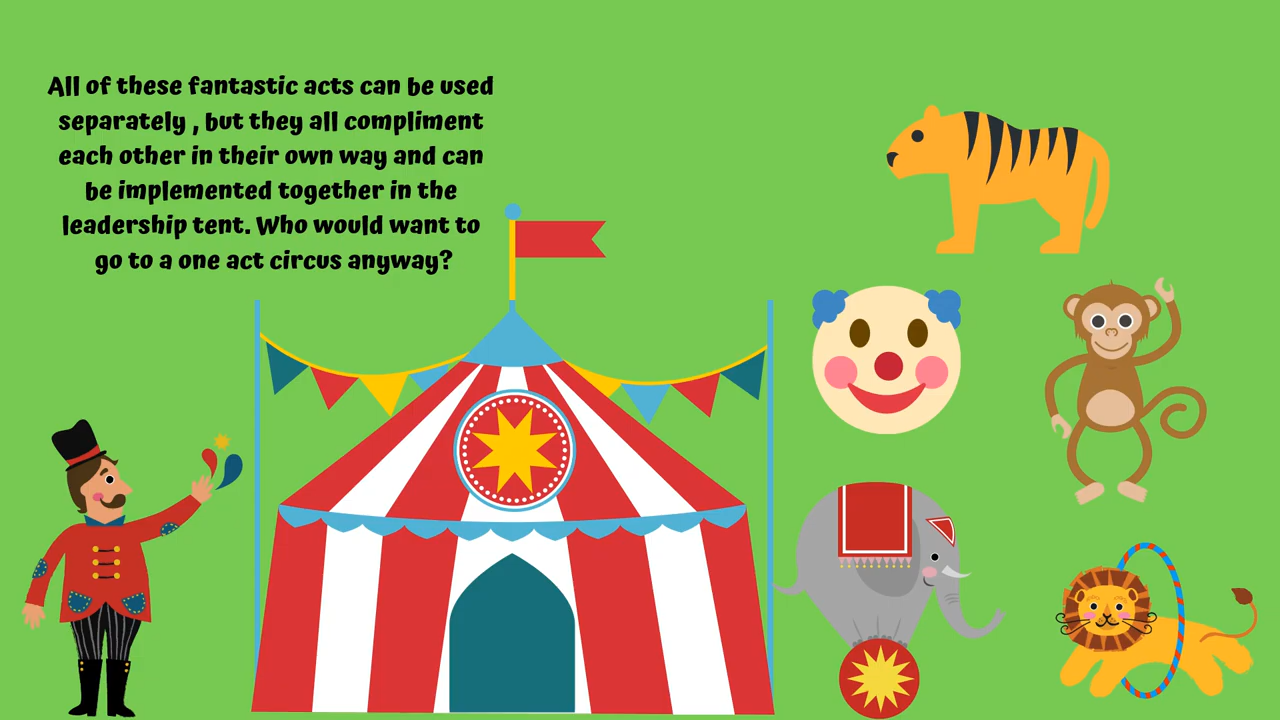 All of these fantastic acts can be used
separately , but they all compliment
each other in their own way and can
be implemented together in the
leadership tent. Who would want to
go to a one act circus anyway?